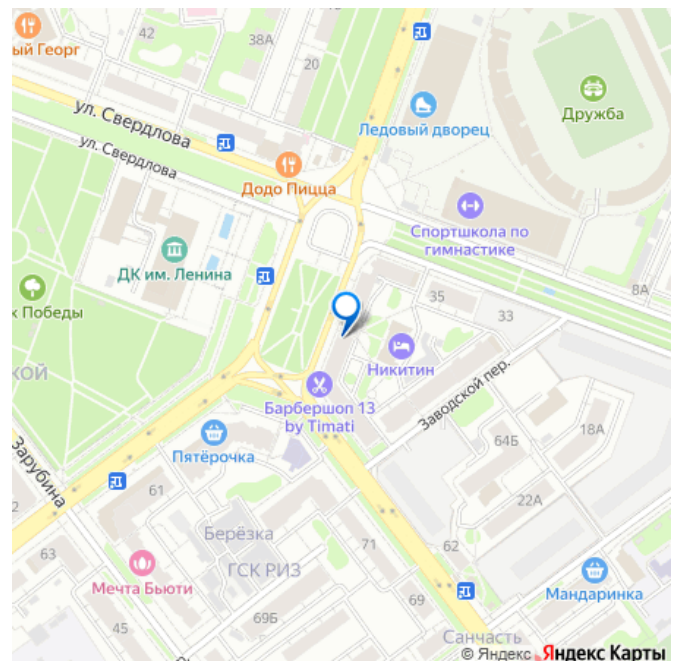 ый Георг
42
38А
20
ул. Свердлова
ул. Свердлова
Додо Пицца
Ледовый дворец
Дружба
Спортшкола по
гимнастике
ДК им. Ленина
к Победы
КОЙ
35
33
8А
Никитин
Барбершоп 13
by Timati
Заводской пер.
Пятёрочка
Зарубина
64Б
18А
22А
2
61
Берёзка
ГСК РИЗ
63
Мечта Бьюти
71
62
69
69Б
45
Мандаринка
Санчасть
© Яндекс Яндекс Карты